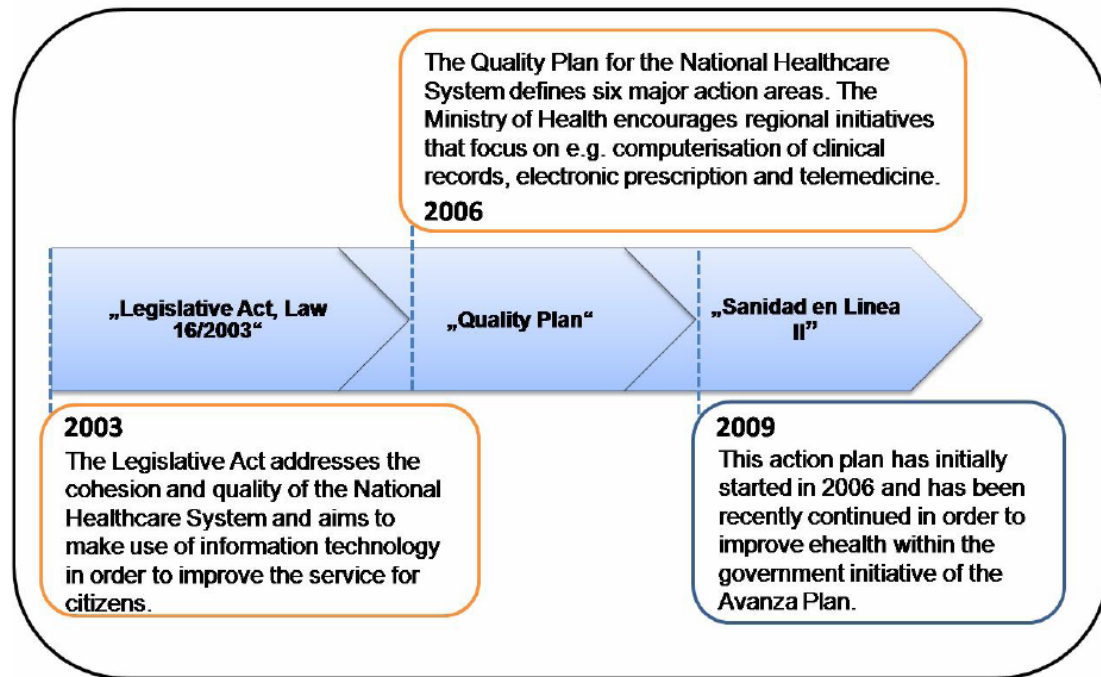 The Quality Plan for the National Healthcare
System defines six major action areas. The
Ministry of Health encourages regional initiatives
that focus on e.g. computerisation of clinical
records, electronic prescription and telemedicine.
2006
„Legislative Act, Law
16/2003“
„Quality Plan“
„Sanidad en Linea
II”
2003
The Legislative Act addresses the
cohesion and quality of the National
Healthcare System and aims to
make use of information technology
in order to improve the service for
citizens.
2009
This action plan has initially
started in 2006 and has been
recently continued in order to
improve ehealth within the
government initiative of the
Avanza Plan.